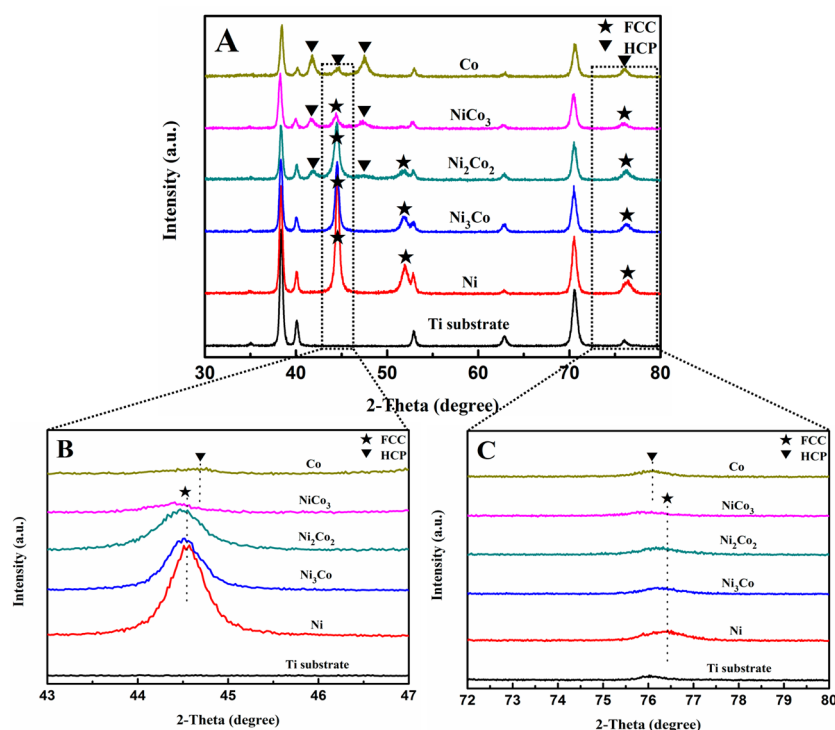 A
★ FCC
▼ HCP
Co
NiCo₃
Ni₂Co₂
Ni₃Co
Ni
Ti substrate
Intensity (a.u.)
30 40 50 60 70 80
2-Theta (degree)
B
★ FCC
▼ HCP
Co
NiCo₃
Ni₂Co₂
Ni₃Co
Ni
Ti substrate
Intensity (a.u.)
43 44 45 46 47
2-Theta (degree)
C
★ FCC
▼ HCP
Co
NiCo₃
Ni₂Co₂
Ni₃Co
Ni
Ti substrate
Intensity (a.u.)
72 73 74 75 76 77 78 79 80
2-Theta (degree)